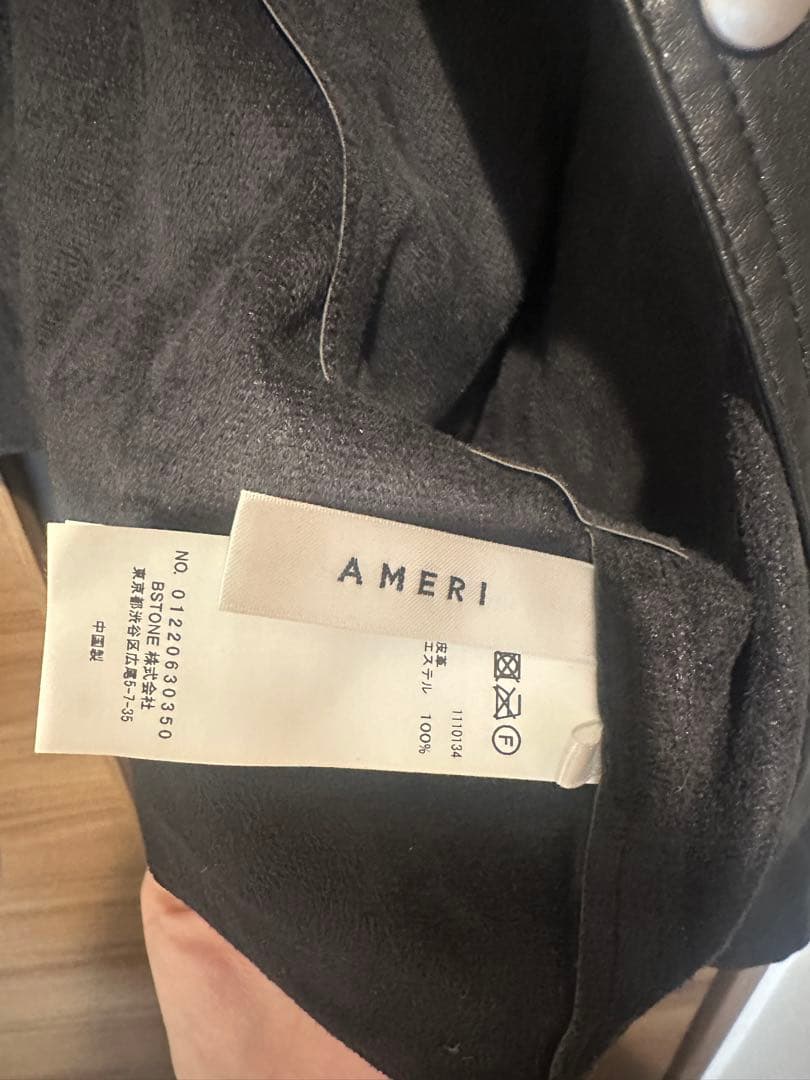 AMERI
Ⓕ
1110134
皮革
エステル 100%
NO. 01220630350
BSTONE 株式会社
東京都渋谷区広尾5-7-35
中国製